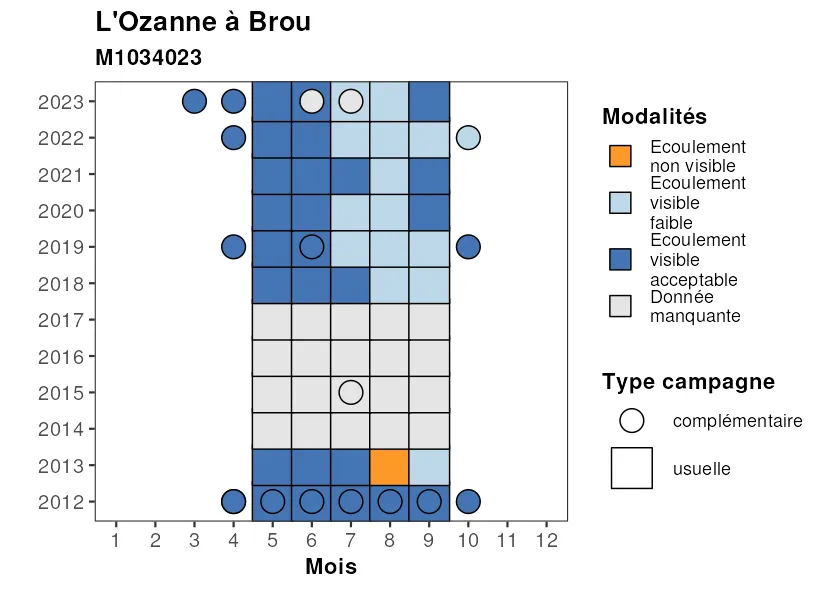 L'Ozanne à Brou
M1034023
2023
2022
2021
2020
2019
2018
2017
2016
2015
2014
2013
2012
1 2 3 4 5 6 7 8 9 10 11 12
Mois
Modalités
Ecoulement
non visible
Ecoulement
visible
faible
Ecoulement
visible
acceptable
Donnée
manquante
Type campagne
complémentaire
usuelle